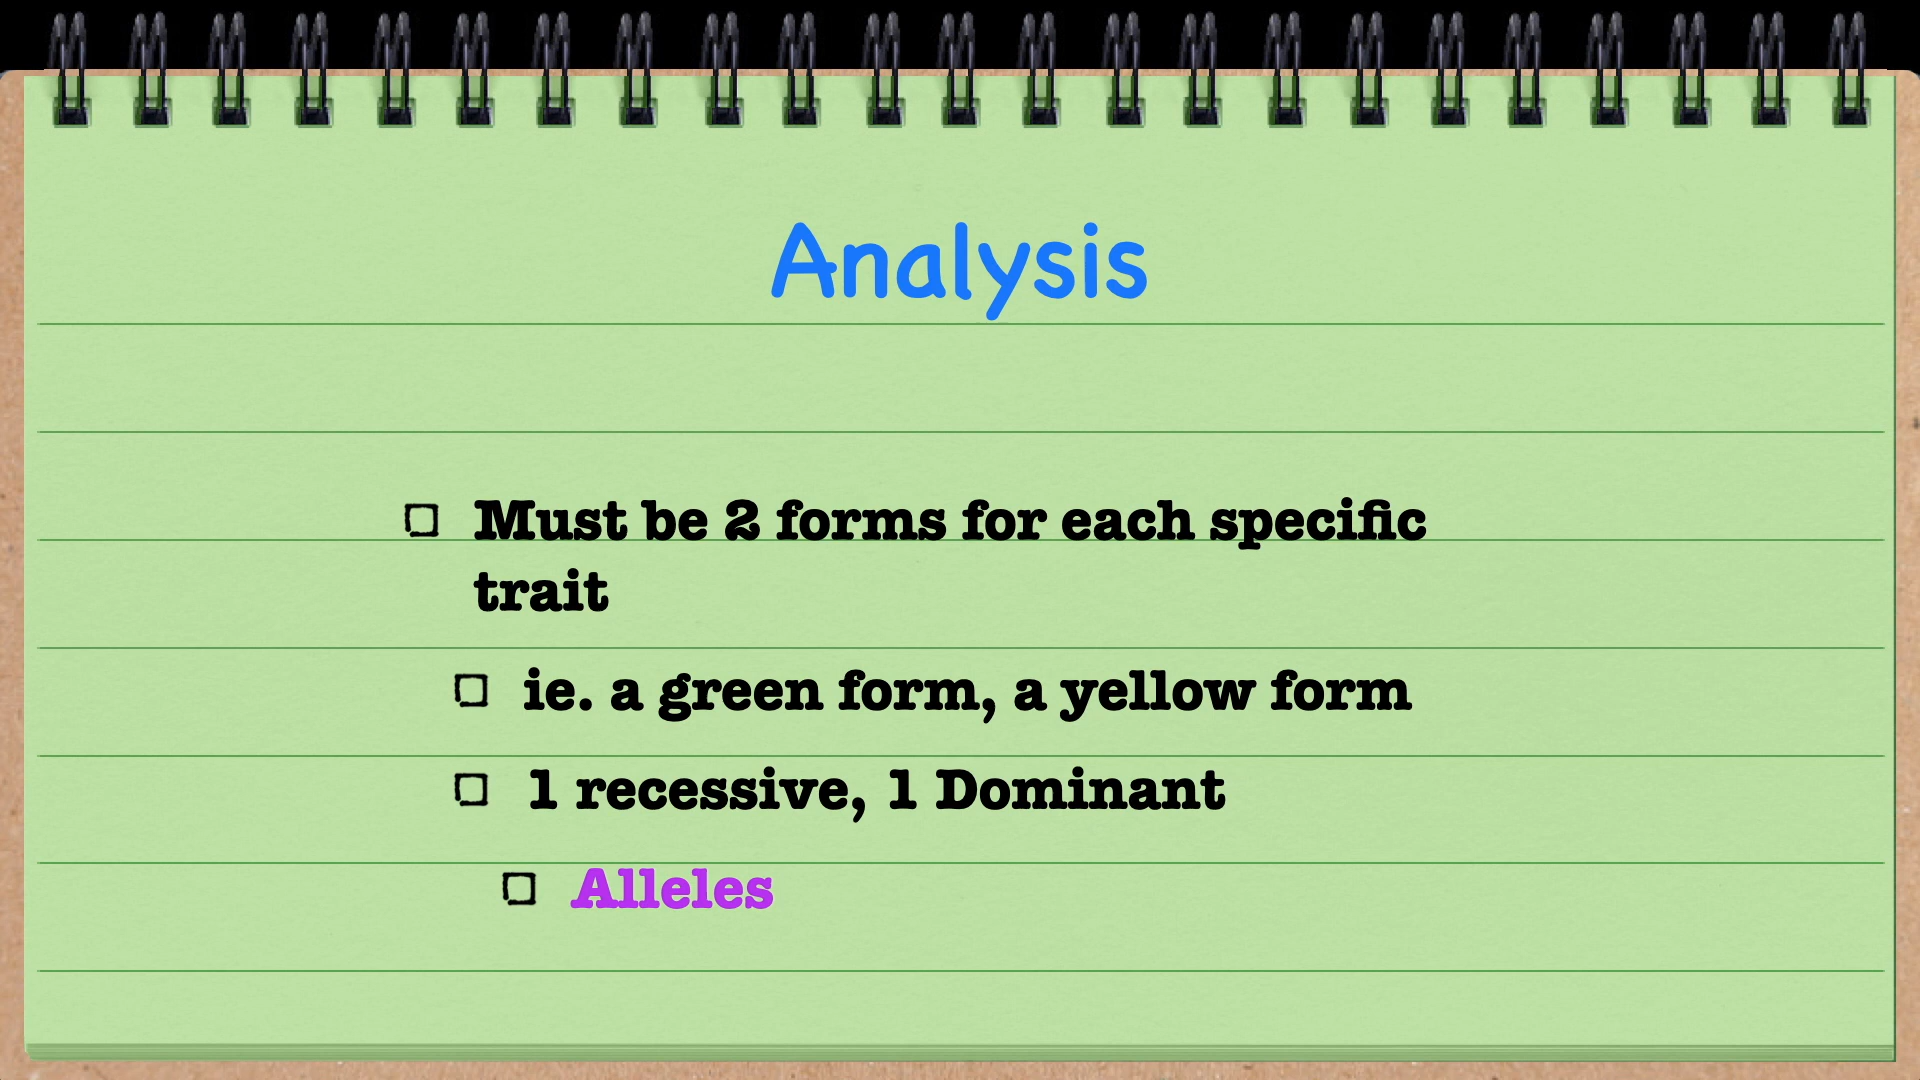 Analysis
Must be 2 forms for each specific
trait
ie. a green form, a yellow form
1 recessive, 1 Dominant
Alleles